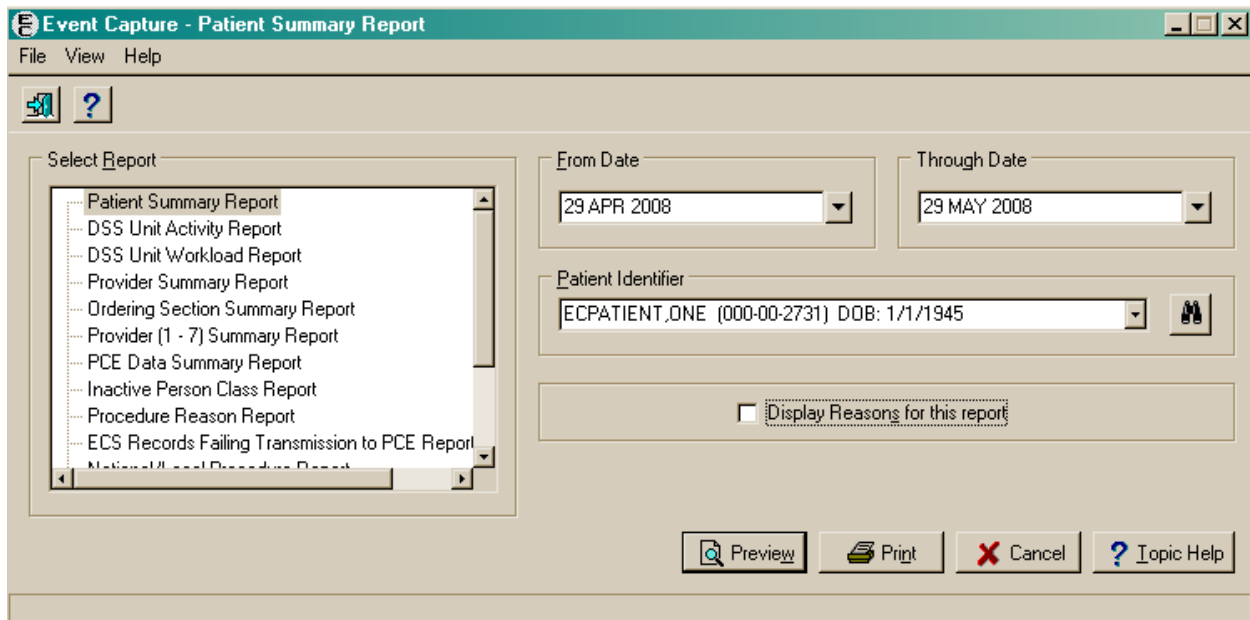 Event Capture - Patient Summary Report
File View Help
Select Report
Patient Summary Report
DSS Unit Activity Report
DSS Unit Workload Report
Provider Summary Report
Ordering Section Summary Report
Provider (1 - 7) Summary Report
PCE Data Summary Report
Inactive Person Class Report
Procedure Reason Report
ECS Records Failing Transmission to PCE Report
National/Local Procedure Report
From Date
29 APR 2008
Through Date
29 MAY 2008
Patient Identifier
ECPATIENT,ONE (000-00-2731) DOB: 1/1/1945
Display Reasons for this report
Preview
Print
Cancel
? Topic Help